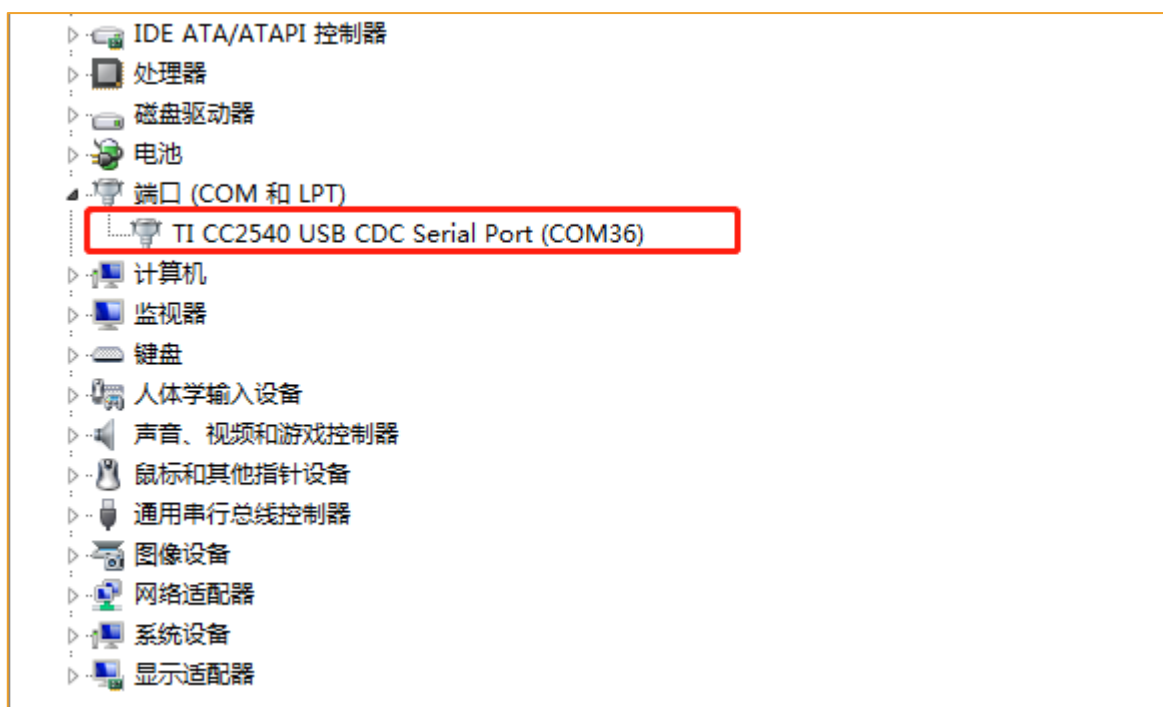 IDE ATA/ATAPI 控制器
处理器
磁盘驱动器
电池
端口 (COM 和 LPT)
TI CC2540 USB CDC Serial Port (COM36)
计算机
监视器
键盘
人体学输入设备
声音、视频和游戏控制器
鼠标和其他指针设备
通用串行总线控制器
图像设备
网络适配器
系统设备
显示适配器